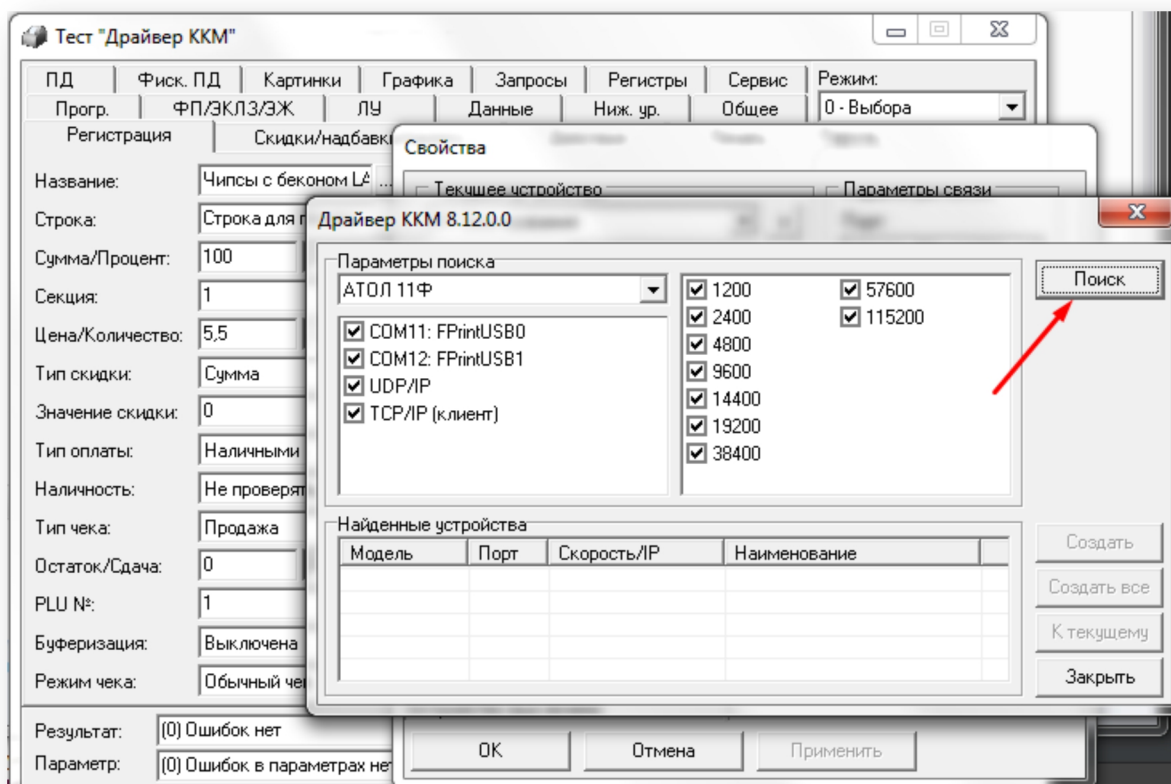 Тест "Драйвер ККМ"
ПД Фиск. ПД Картинки Графика Запросы Регистры Сервис Режим:
Прогр. ФП/ЭКЛЗ/ЭЖ ЛУ Данные Ниж. ур. Общее 0 - Выбора
Регистрация Скидки/надбавк
Свойства
Текущее устройство Параметры связи
Название: Чипсы с беконом LA ...
Строка: Строка для п
Сумма/Процент: 100
Секция: 1
Цена/Количество: 5,5
Тип скидки: Сумма
Значение скидки: 0
Тип оплаты: Наличными
Наличность: Не проверят
Тип чека: Продажа
Остаток/Сдача: 0
PLU №: 1
Буферизация: Выключена
Режим чека: Обычный че
Результат: (0) Ошибок нет
Параметр: (0) Ошибок в параметрах нет
Драйвер ККМ 8.12.0.0
Параметры поиска
АТОЛ 11Ф
COM11: FPrintUSB0
COM12: FPrintUSB1
UDP/IP
TCP/IP (клиент)
1200 57600
2400 115200
4800
9600
14400
19200
38400
Поиск
Найденные устройства
Модель Порт Скорость/IP Наименование
Создать
Создать все
К текущему
Закрыть
OK Отмена Применить